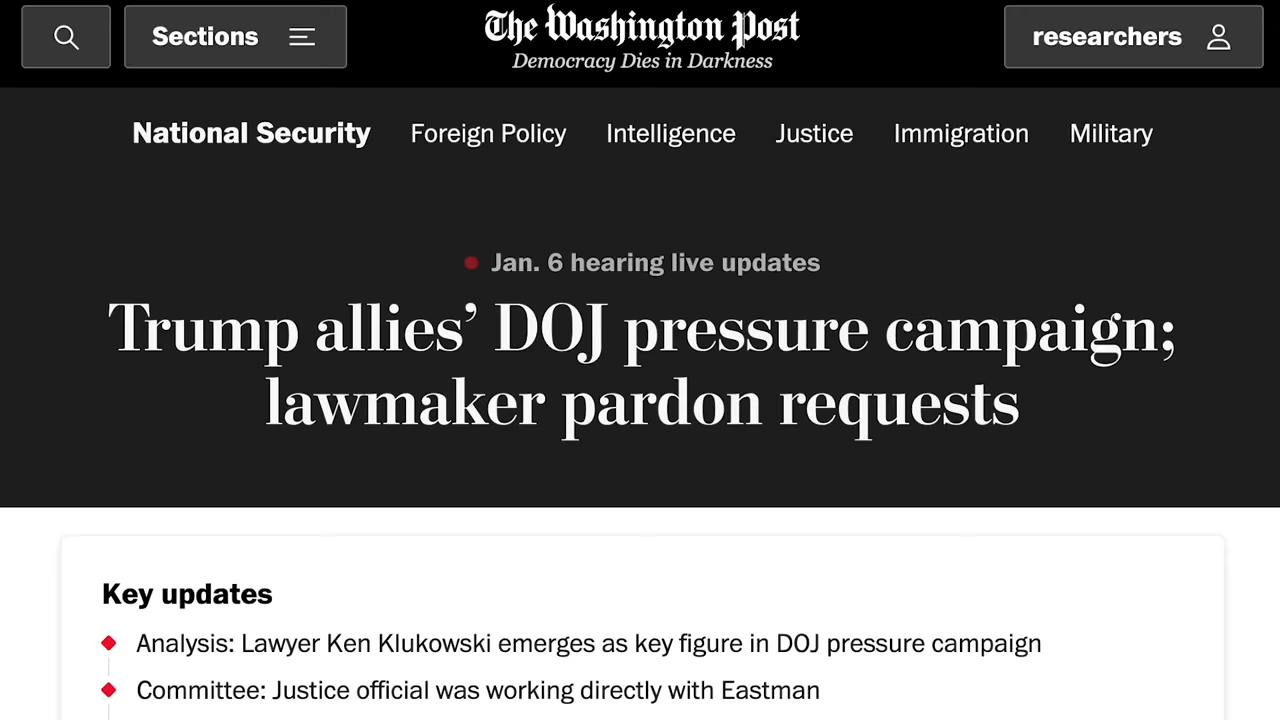 Sections
The Washington Post
researchers
Democracy Dies in Darkness
National Security Foreign Policy Intelligence Justice Immigration Military
Jan. 6 hearing live updates
Trump allies’ DOJ pressure campaign;
lawmaker pardon requests
Key updates
Analysis: Lawyer Ken Klukowski emerges as key figure in DOJ pressure campaign
Committee: Justice official was working directly with Eastman